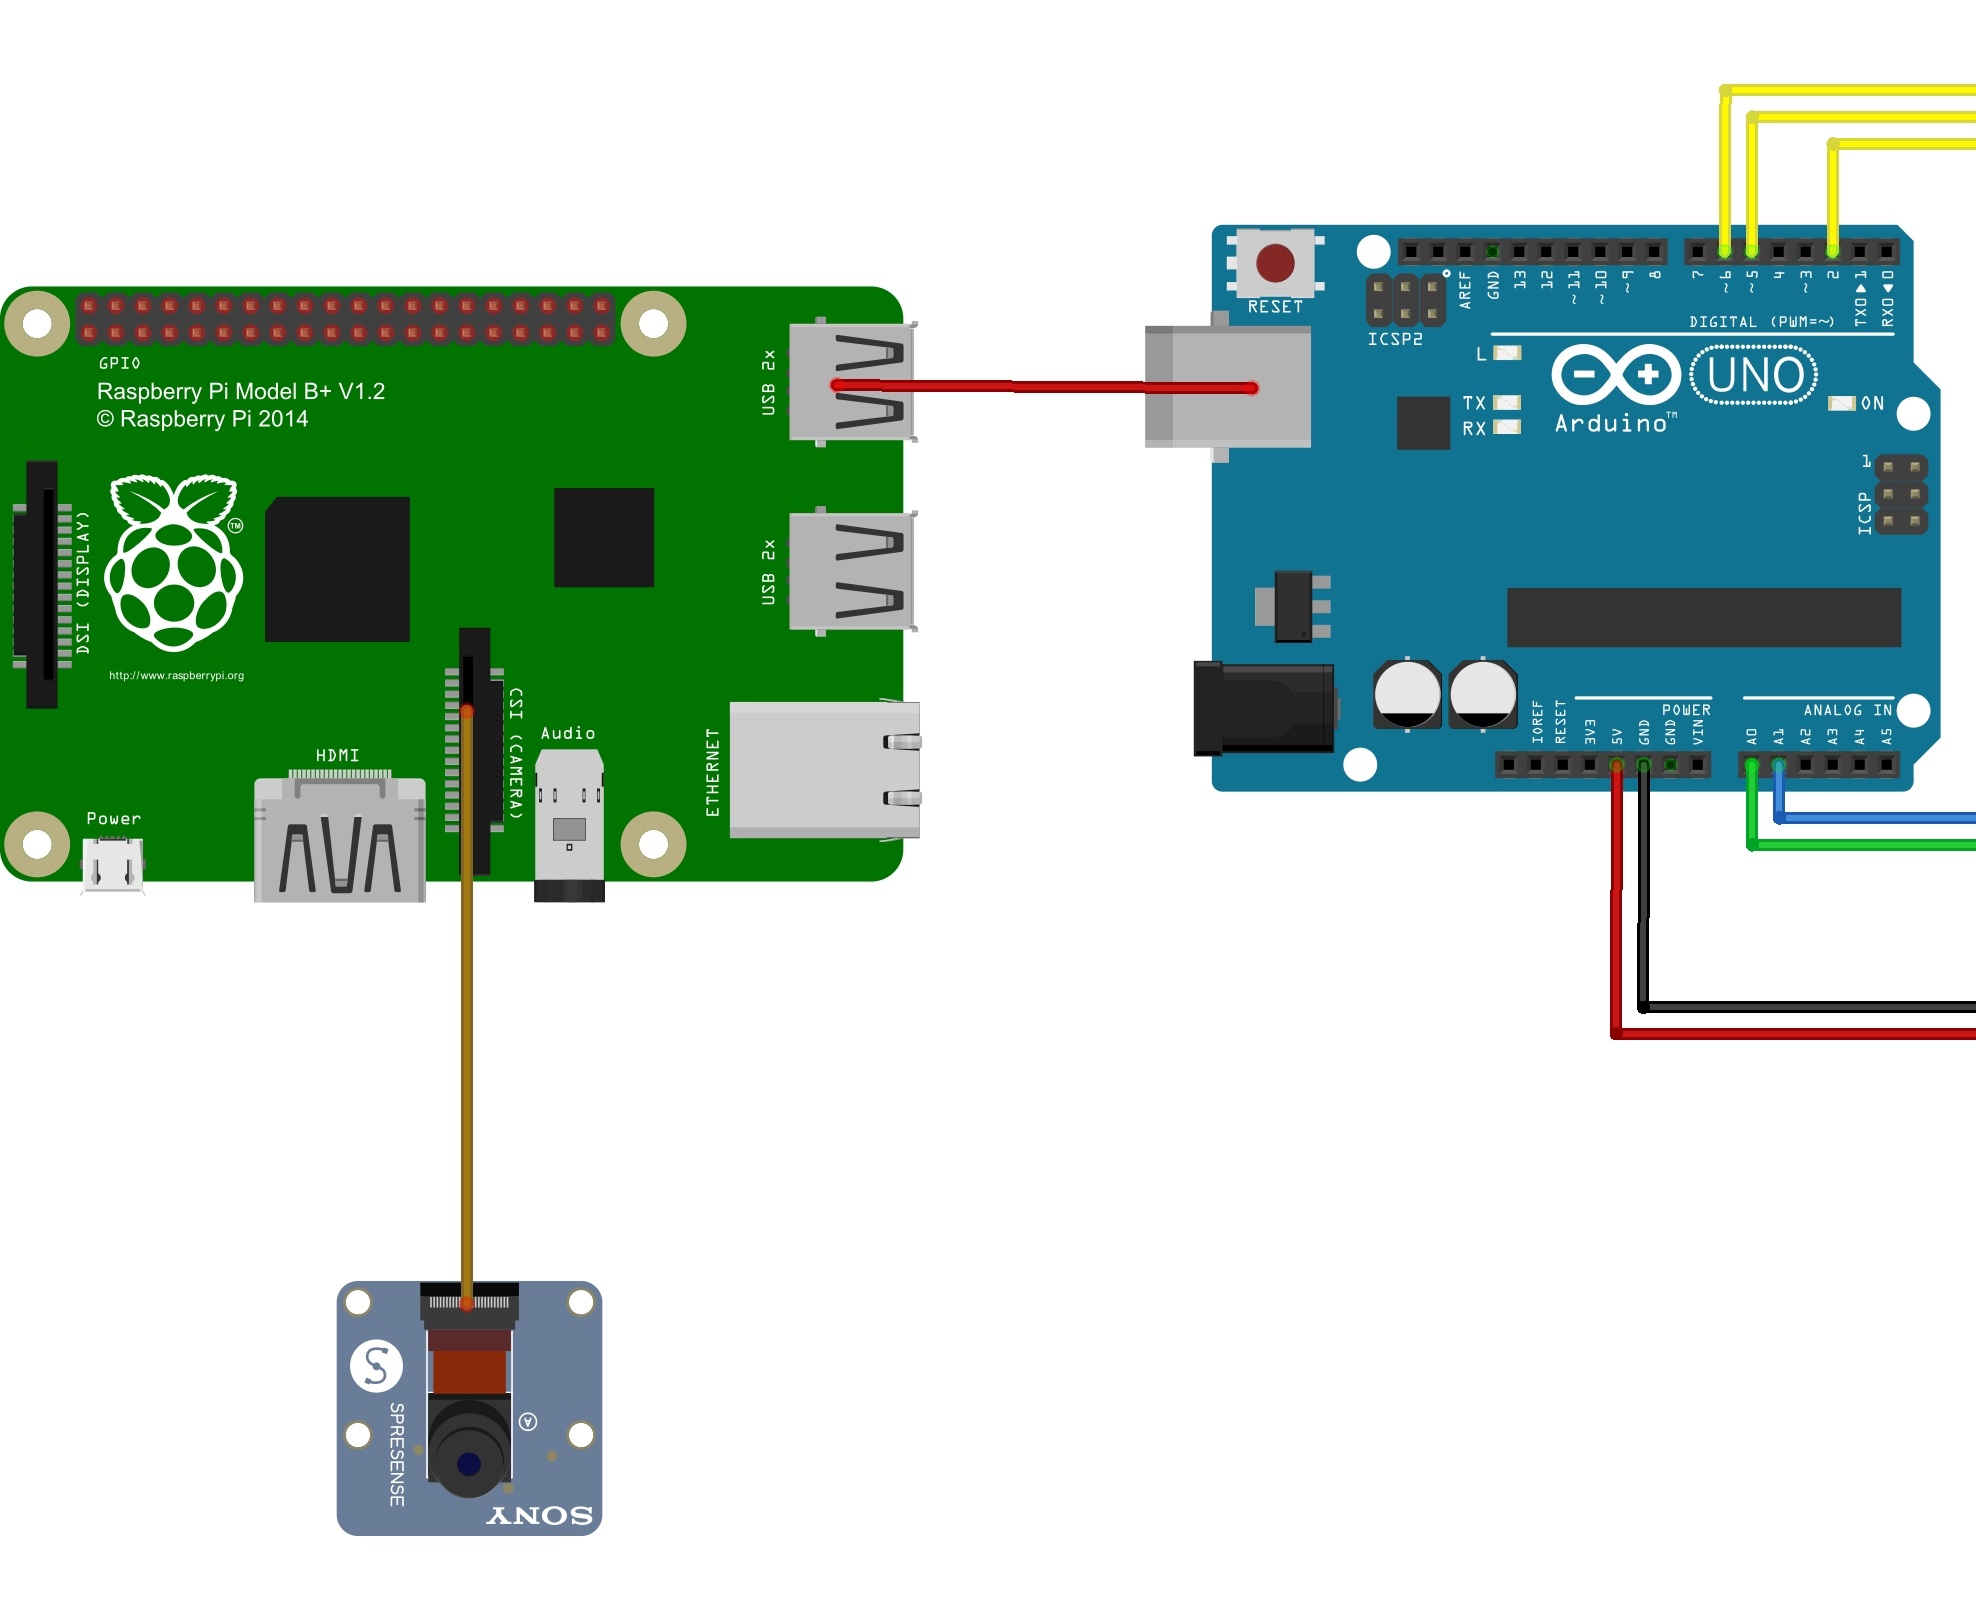 GPIO
Raspberry Pi Model B+ V1.2
© Raspberry Pi 2014
DSI (DISPLAY)
TM
http://www.raspberrypi.org
USB 2x
USB 2x
CSI (CAMERA)
Audio
ETHERNET
HDMI
Power
RESET
ICSP2
AREF
GND
13
12
~11
~10
~9
8
7
~6
~5
4
~3
2
TX0▶1
RX0◀0
DIGITAL (PWM=~)
L
TX
RX
UNO
Arduino™
ON
1
ICSP
POWER
ANALOG IN
IOREF
RESET
3V3
5V
GND
GND
VIN
A0
A1
A2
A3
A4
A5
S
SPRESENSE
A
SONY